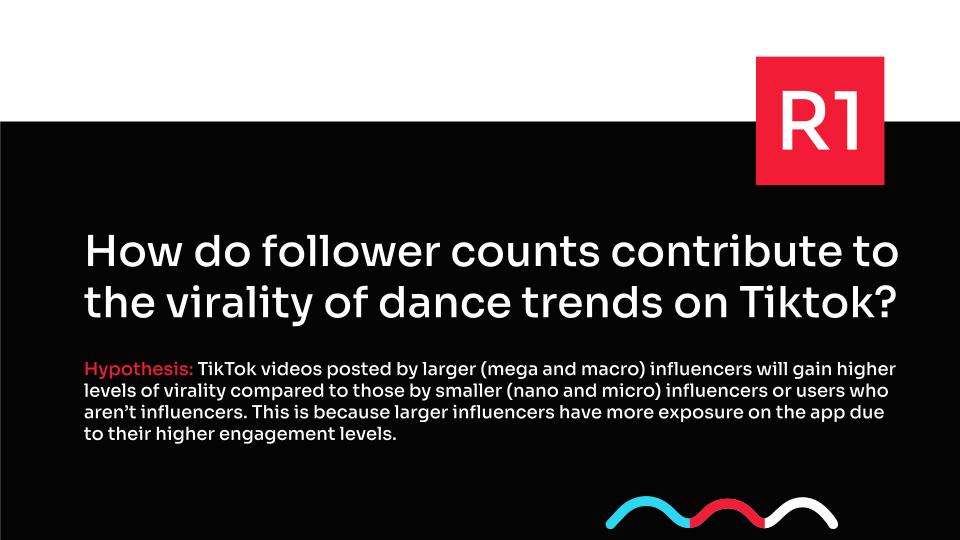 R1
How do follower counts contribute to
the virality of dance trends on Tiktok?
Hypothesis: TikTok videos posted by larger (mega and macro) influencers will gain higher
levels of virality compared to those by smaller (nano and micro) influencers or users who
aren’t influencers. This is because larger influencers have more exposure on the app due
to their higher engagement levels.